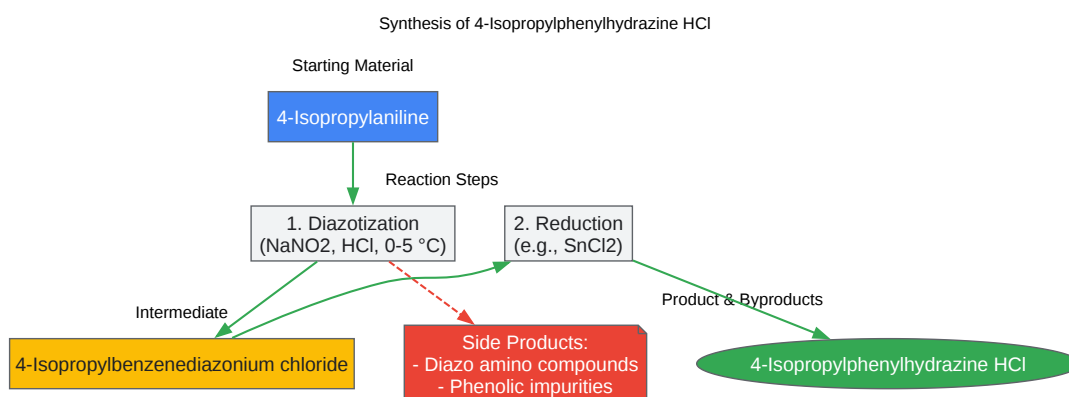 Synthesis of 4-Isopropylphenylhydrazine HCl
Starting Material
4-Isopropylaniline
Reaction Steps
1. Diazotization
(NaNO2, HCl, 0-5 °C)
2. Reduction
(e.g., SnCl2)
Intermediate
4-Isopropylbenzenediazonium chloride
Product & Byproducts
Side Products:
- Diazo amino compounds
- Phenolic impurities
4-Isopropylphenylhydrazine HCl